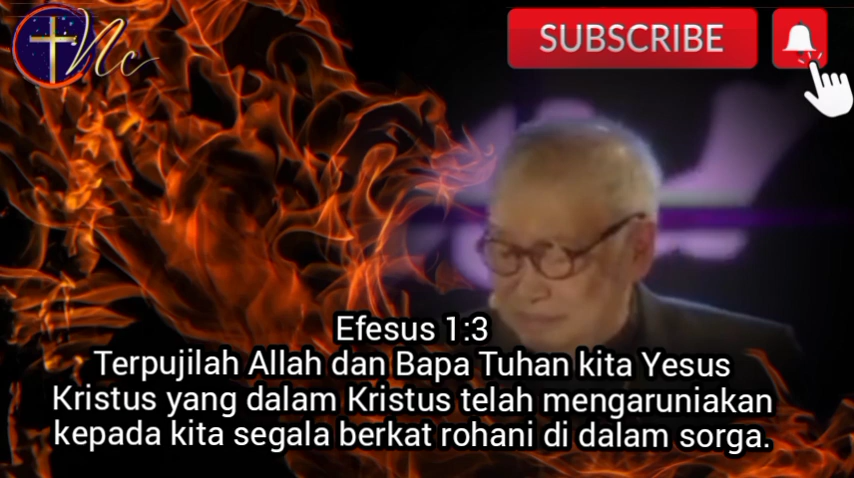 Nc
SUBSCRIBE
Efesus 1:3
Terpujilah Allah dan Bapa Tuhan kita Yesus
Kristus yang dalam Kristus telah mengaruniakan
kepada kita segala berkat rohani di dalam sorga.